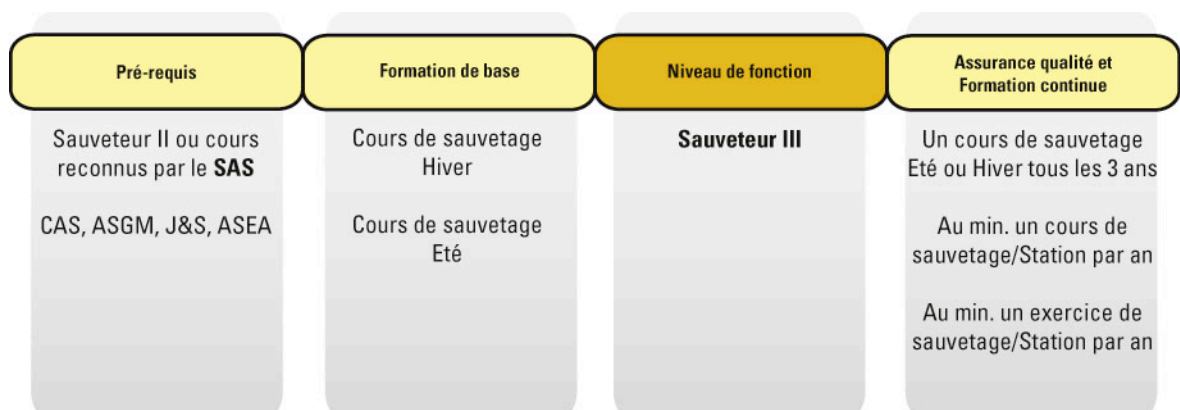 Pré-requis
Sauveteur II ou cours
reconnus par le SAS
CAS, ASGM, J&S, ASEA
Formation de base
Cours de sauvetage
Hiver
Cours de sauvetage
Eté
Niveau de fonction
Sauveteur III
Assurance qualité et
Formation continue
Un cours de sauvetage
Eté ou Hiver tous les 3 ans
Au min. un cours de
sauvetage/Station par an
Au min. un exercice de
sauvetage/Station par an